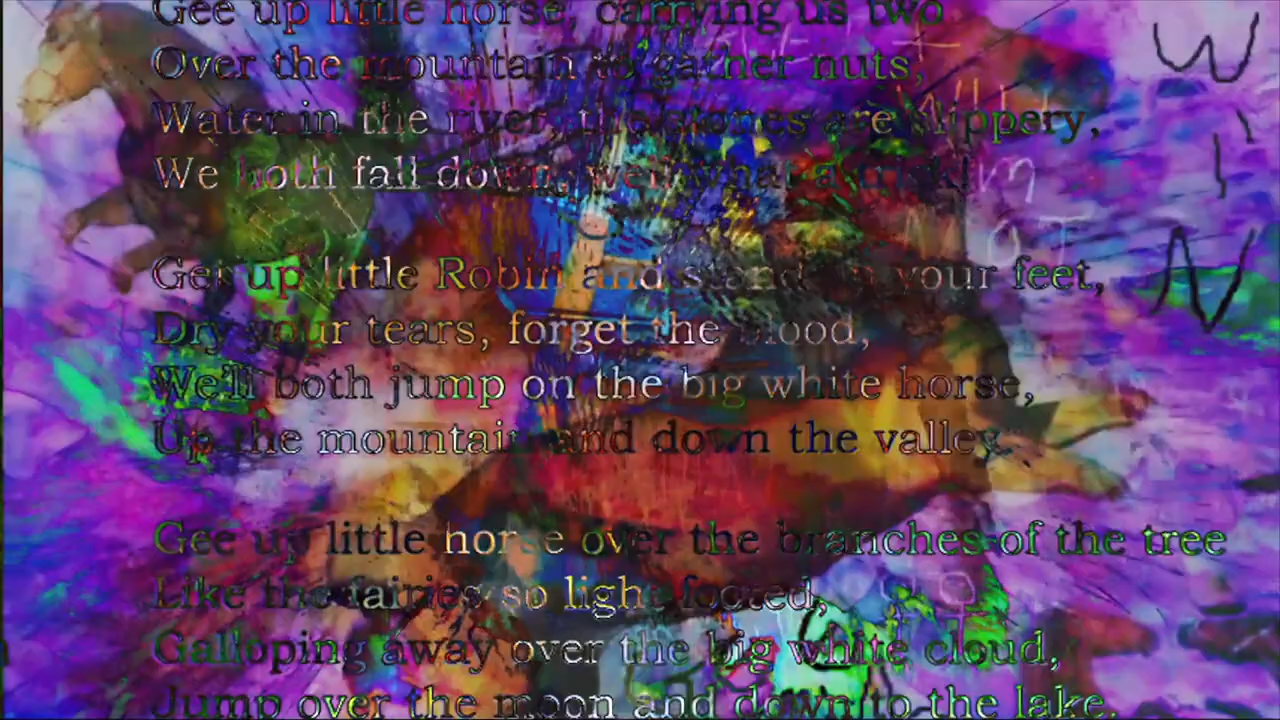 Gee up little horse, carrying us two
Over the mountain to gather nuts,
Water in the river, the stones are slippery,
We both fall down, well what a
Get up little Robin and stand on your feet,
Dry your tears, forget the blood,
We'll both jump on the big white horse,
Up the mountain and down the valley.
Gee up little horse over the branches of the tree
Like the fairies so light footed,
Galloping away over the big white cloud,
Jump over the moon and down to the lake.
W
N